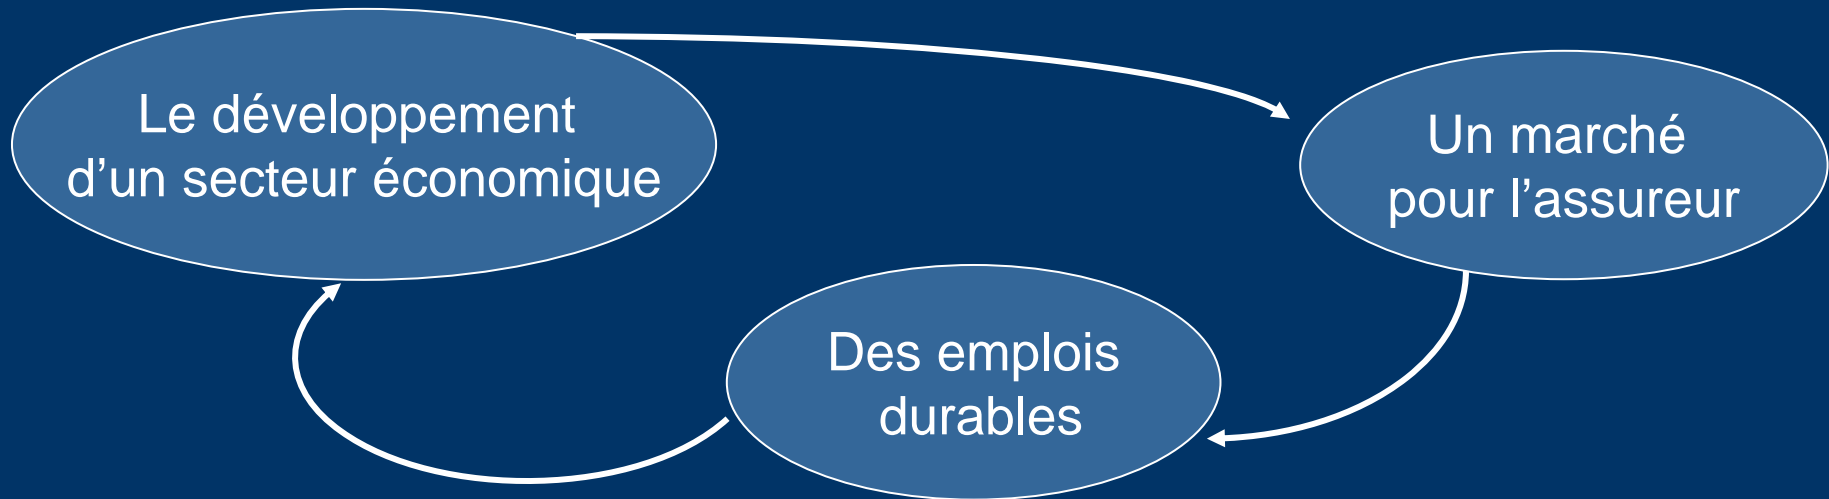 Le développement
d’un secteur économique
Un marché
pour l’assureur
Des emplois
durables